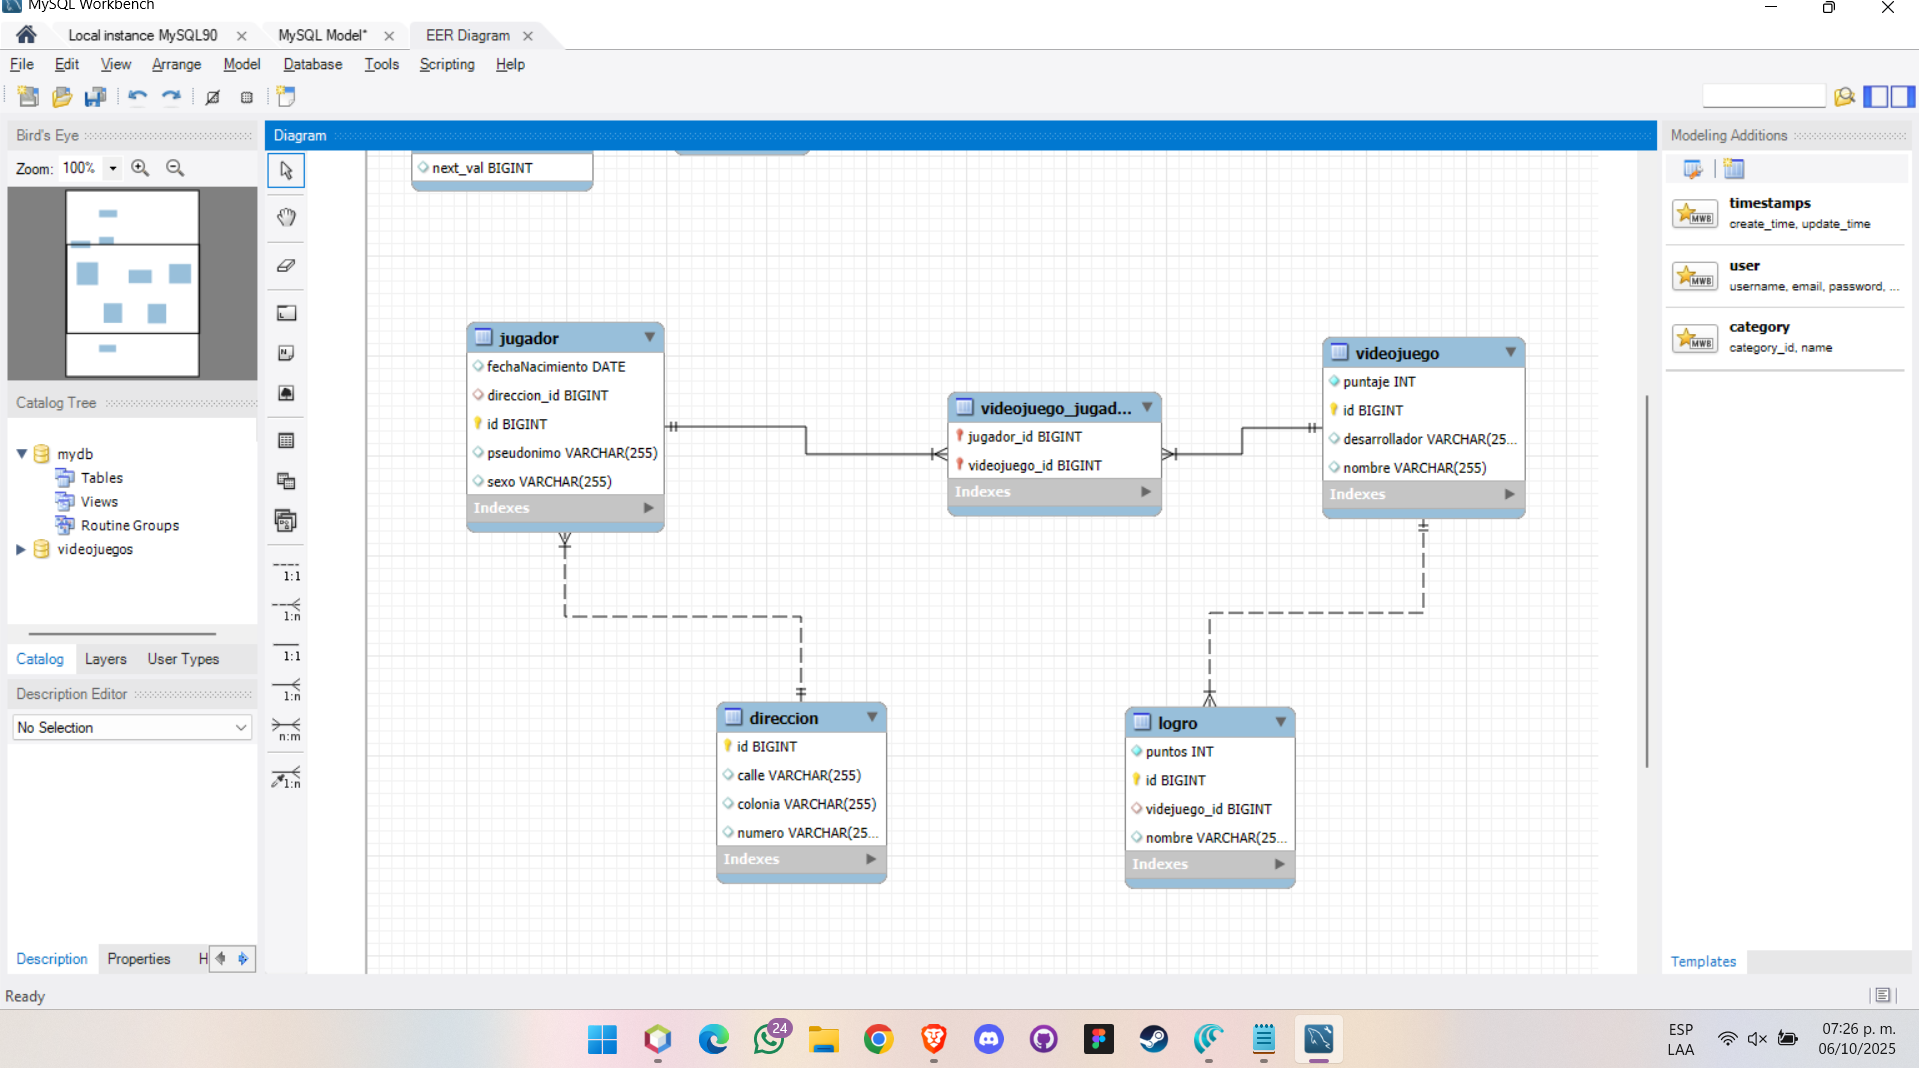 MySQL Workbench
Local instance MySQL90
MySQL Model*
EER Diagram
File Edit View Arrange Model Database Tools Scripting Help
Bird's Eye
Zoom: 100%
Catalog Tree
mydb
Tables
Views
Routine Groups
videojuegos
Catalog Layers User Types
Description Editor
No Selection
Description Properties H
Ready
Diagram
1:1
1:n
1:1
1:n
n:m
1:n
next_val BIGINT
jugador
fechaNacimiento DATE
direccion_id BIGINT
id BIGINT
pseudonimo VARCHAR(255)
sexo VARCHAR(255)
Indexes
videojuego_jugad...
jugador_id BIGINT
videojuego_id BIGINT
Indexes
videojuego
puntaje INT
id BIGINT
desarrollador VARCHAR(25...
nombre VARCHAR(255)
Indexes
direccion
id BIGINT
calle VARCHAR(255)
colonia VARCHAR(255)
numero VARCHAR(25...
Indexes
logro
puntos INT
id BIGINT
videjuego_id BIGINT
nombre VARCHAR(25...
Indexes
Modeling Additions
MWB
timestamps
create_time, update_time
MWB
user
username, email, password, ...
MWB
category
category_id, name
Templates
24
ESP
LAA
07:26 p. m.
06/10/2025